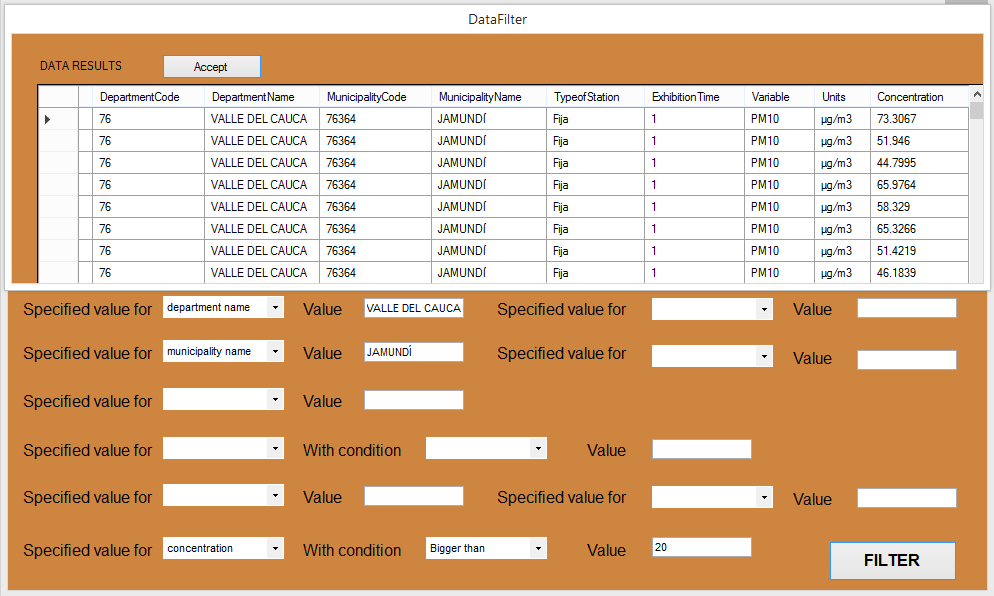 DataFilter
DATA RESULTS Accept
DepartmentCode DepartmentName MunicipalityCode MunicipalityName TypeofStation ExhibitionTime Variable Units Concentration
76 VALLE DEL CAUCA 76364 JAMUNDÍ Fija 1 PM10 µg/m3 73.3067
76 VALLE DEL CAUCA 76364 JAMUNDÍ Fija 1 PM10 µg/m3 51.946
76 VALLE DEL CAUCA 76364 JAMUNDÍ Fija 1 PM10 µg/m3 44.7995
76 VALLE DEL CAUCA 76364 JAMUNDÍ Fija 1 PM10 µg/m3 65.9764
76 VALLE DEL CAUCA 76364 JAMUNDÍ Fija 1 PM10 µg/m3 58.329
76 VALLE DEL CAUCA 76364 JAMUNDÍ Fija 1 PM10 µg/m3 65.3266
76 VALLE DEL CAUCA 76364 JAMUNDÍ Fija 1 PM10 µg/m3 51.4219
76 VALLE DEL CAUCA 76364 JAMUNDÍ Fija 1 PM10 µg/m3 46.1839
Specified value for department name Value VALLE DEL CAUCA Specified value for Value
Specified value for municipality name Value JAMUNDÍ Specified value for Value
Specified value for Value
Specified value for With condition Value
Specified value for Value Specified value for Value
Specified value for concentration With condition Bigger than Value 20
FILTER